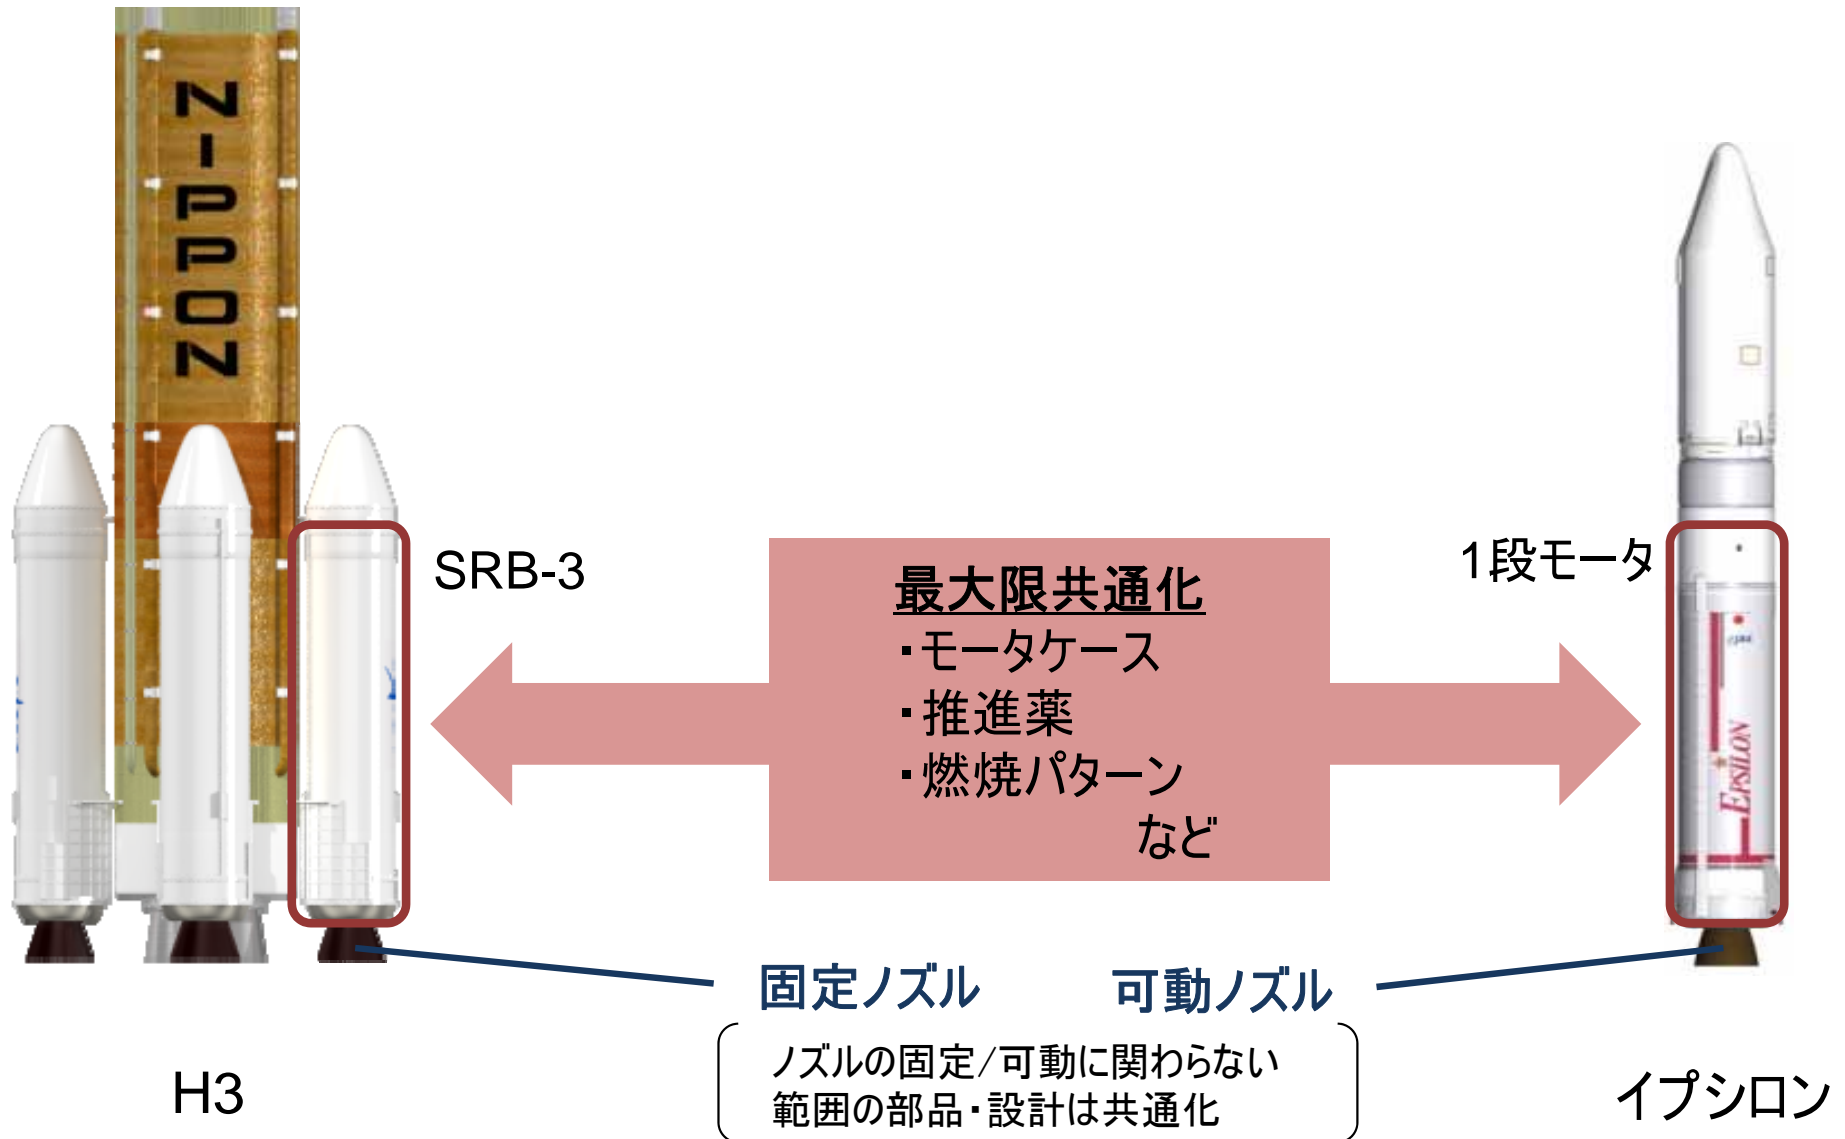 NIPPON
SRB-3
最大限共通化
・モータケース
・推進薬
・燃焼パターン
など
1段モータ
EPSILON
固定ノズル
可動ノズル
ノズルの固定/可動に関わらない
範囲の部品・設計は共通化
H3
イプシロン